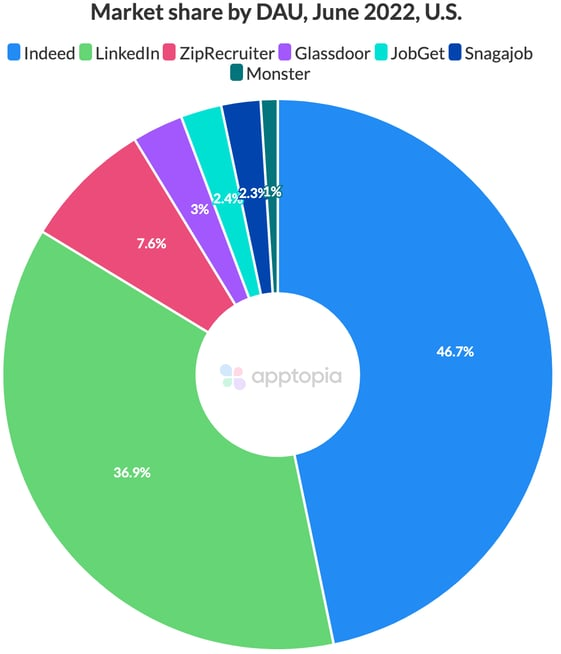 Market share by DAU, June 2022, U.S.
Indeed LinkedIn ZipRecruiter Glassdoor JobGet Snagajob
Monster
2.3% 1%
2.4%
3%
7.6%
46.7%
apptopia
36.9%